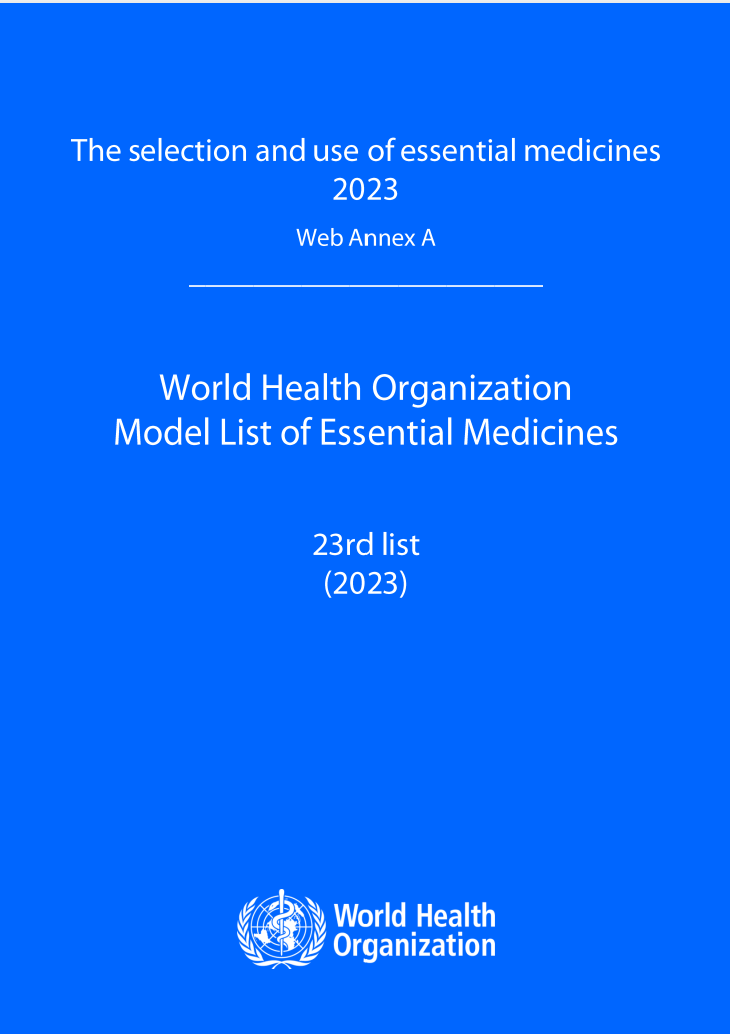 The selection and use of essential medicines
2023
Web Annex A
World Health Organization
Model List of Essential Medicines
23rd list
(2023)
World Health
Organization